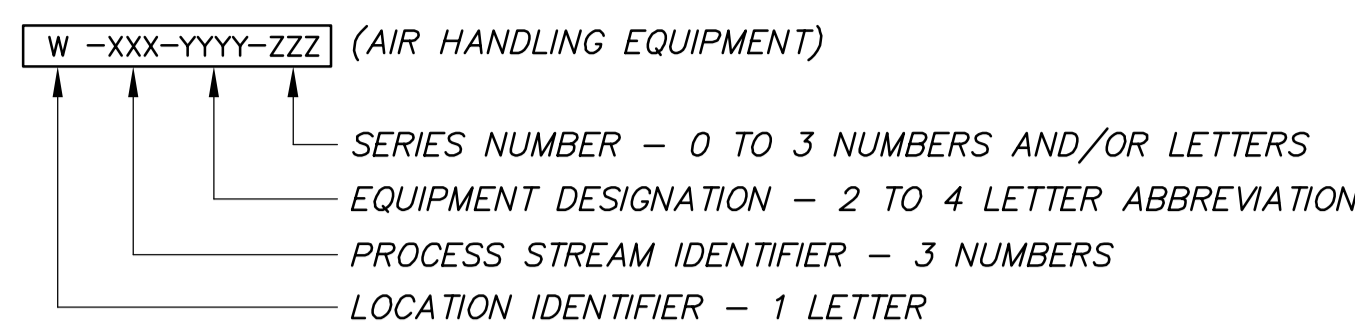 W -XXX-YYYY-ZZZ (AIR HANDLING EQUIPMENT)
SERIES NUMBER – 0 TO 3 NUMBERS AND/OR LETTERS
EQUIPMENT DESIGNATION – 2 TO 4 LETTER ABBREVIATION
PROCESS STREAM IDENTIFIER – 3 NUMBERS
LOCATION IDENTIFIER – 1 LETTER